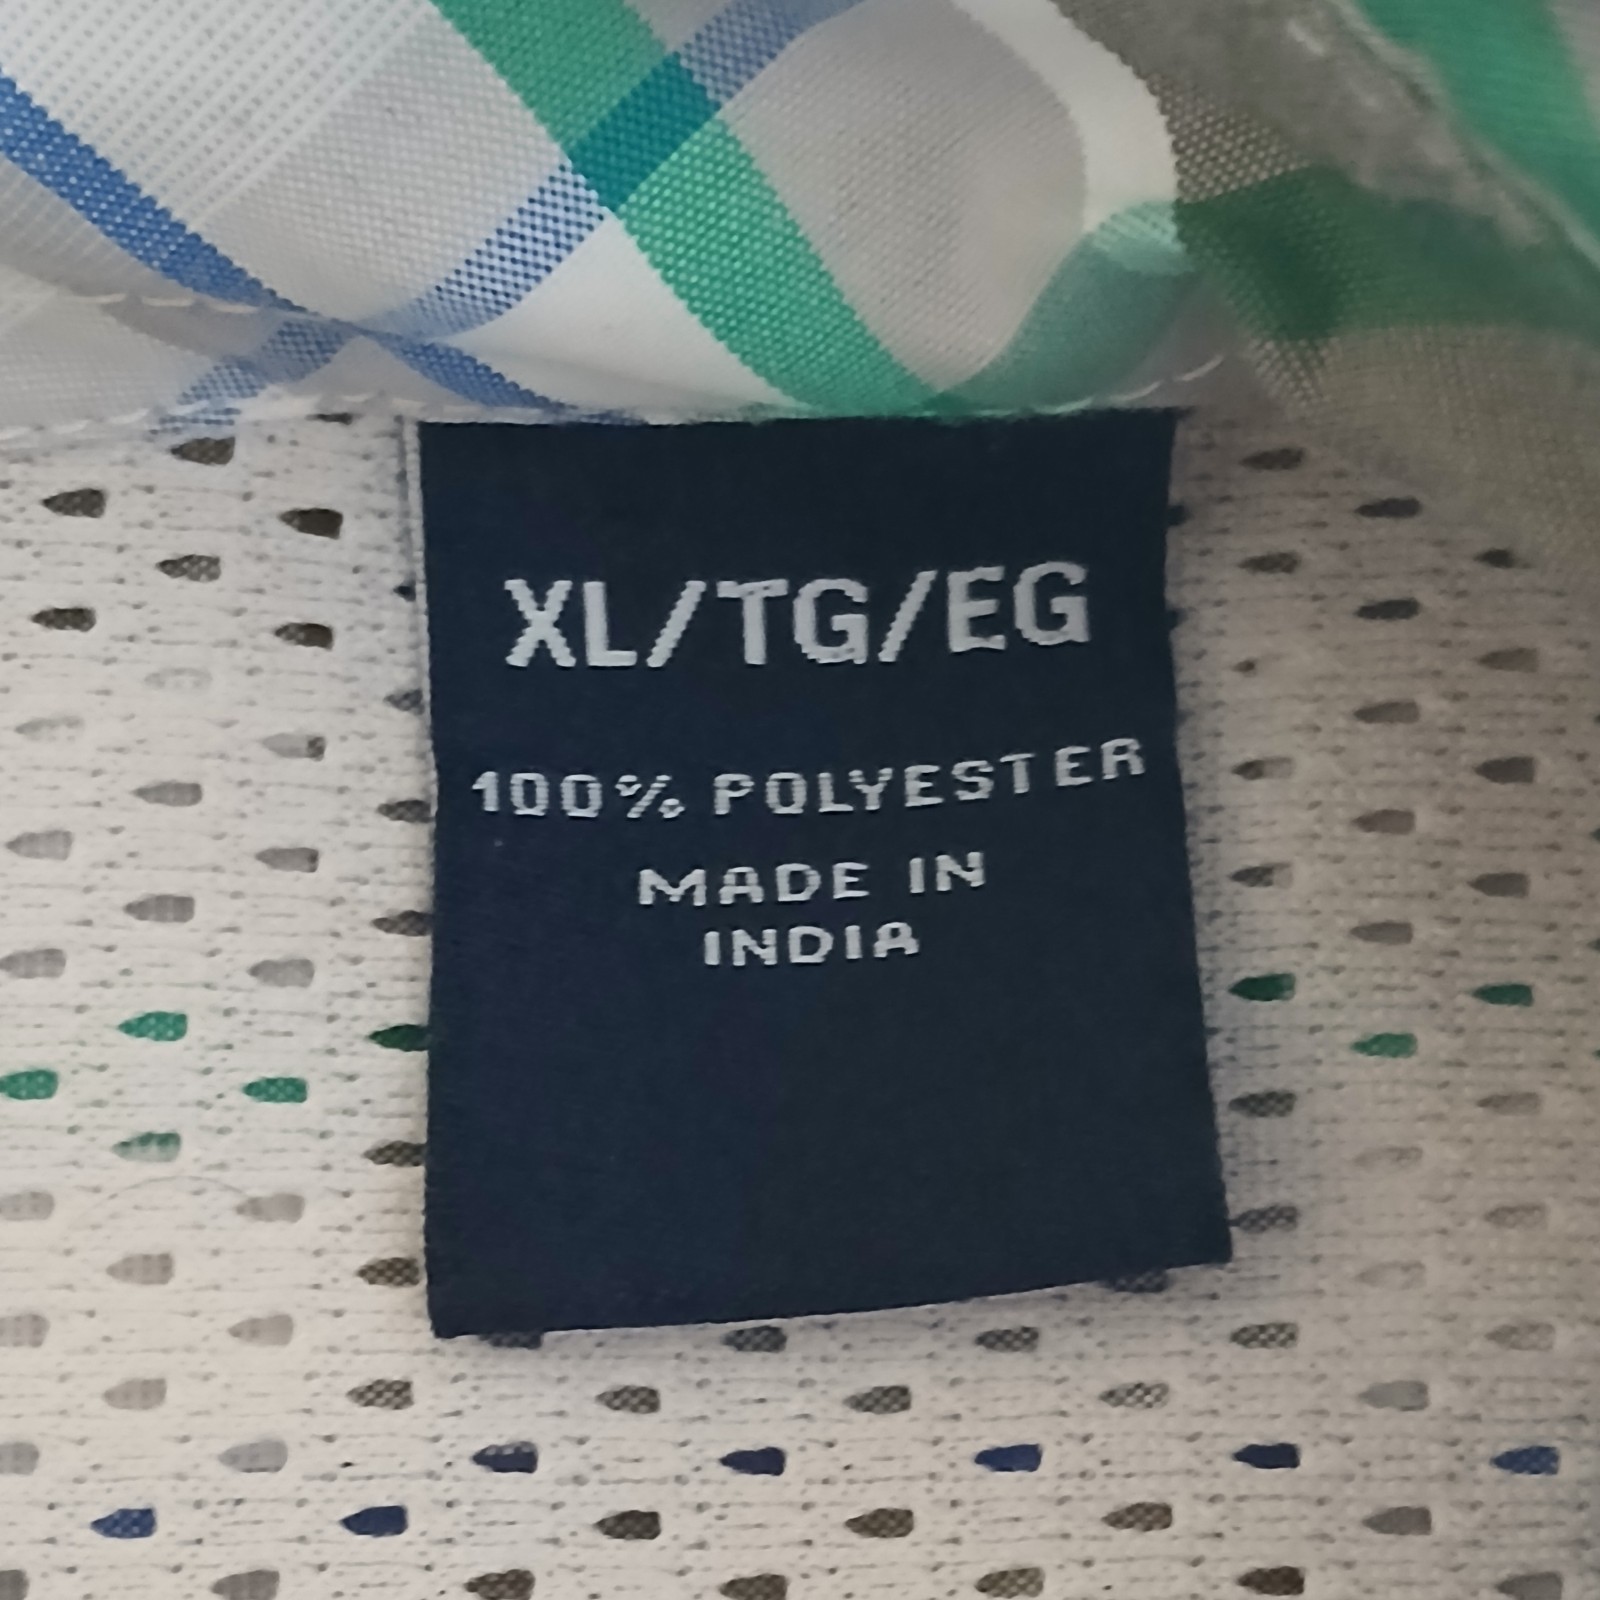 XL/TG/EG
100% POLYESTER
MADE IN
INDIA